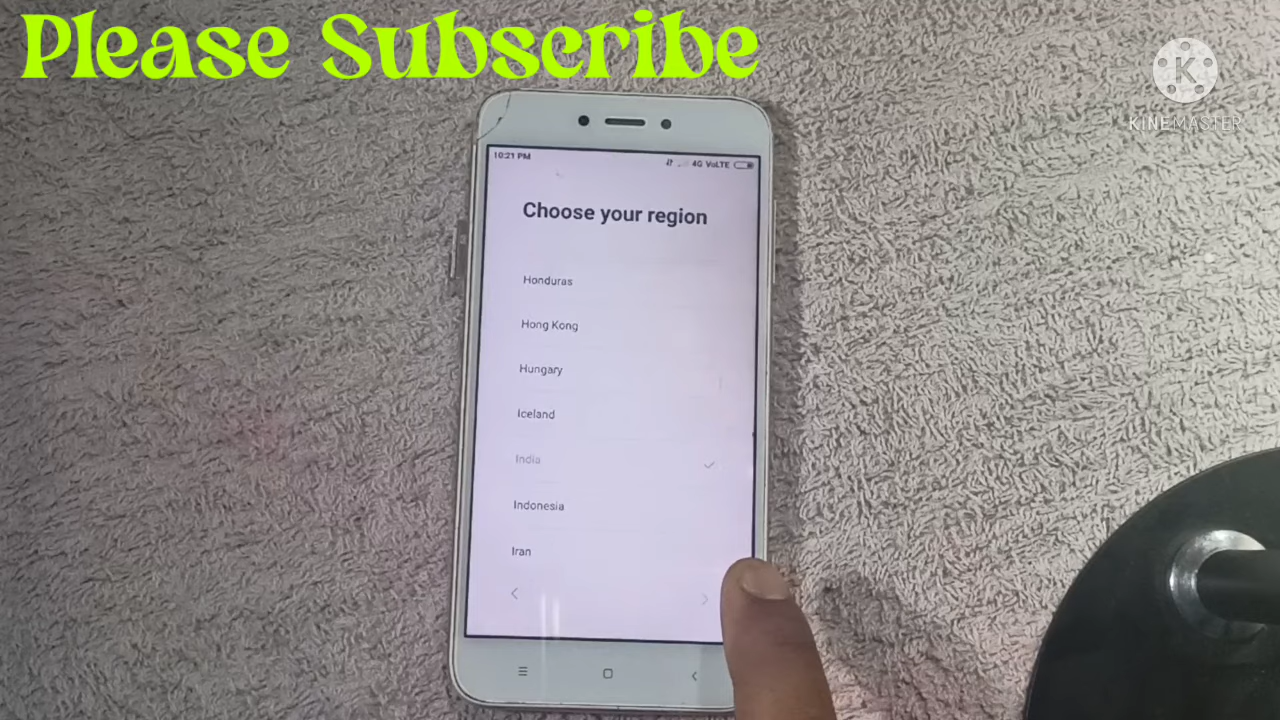 Please Subscribe
K
KINEMASTER
10:21 PM
4G VoLTE
Choose your region
Honduras
Hong Kong
Hungary
Iceland
India
Indonesia
Iran